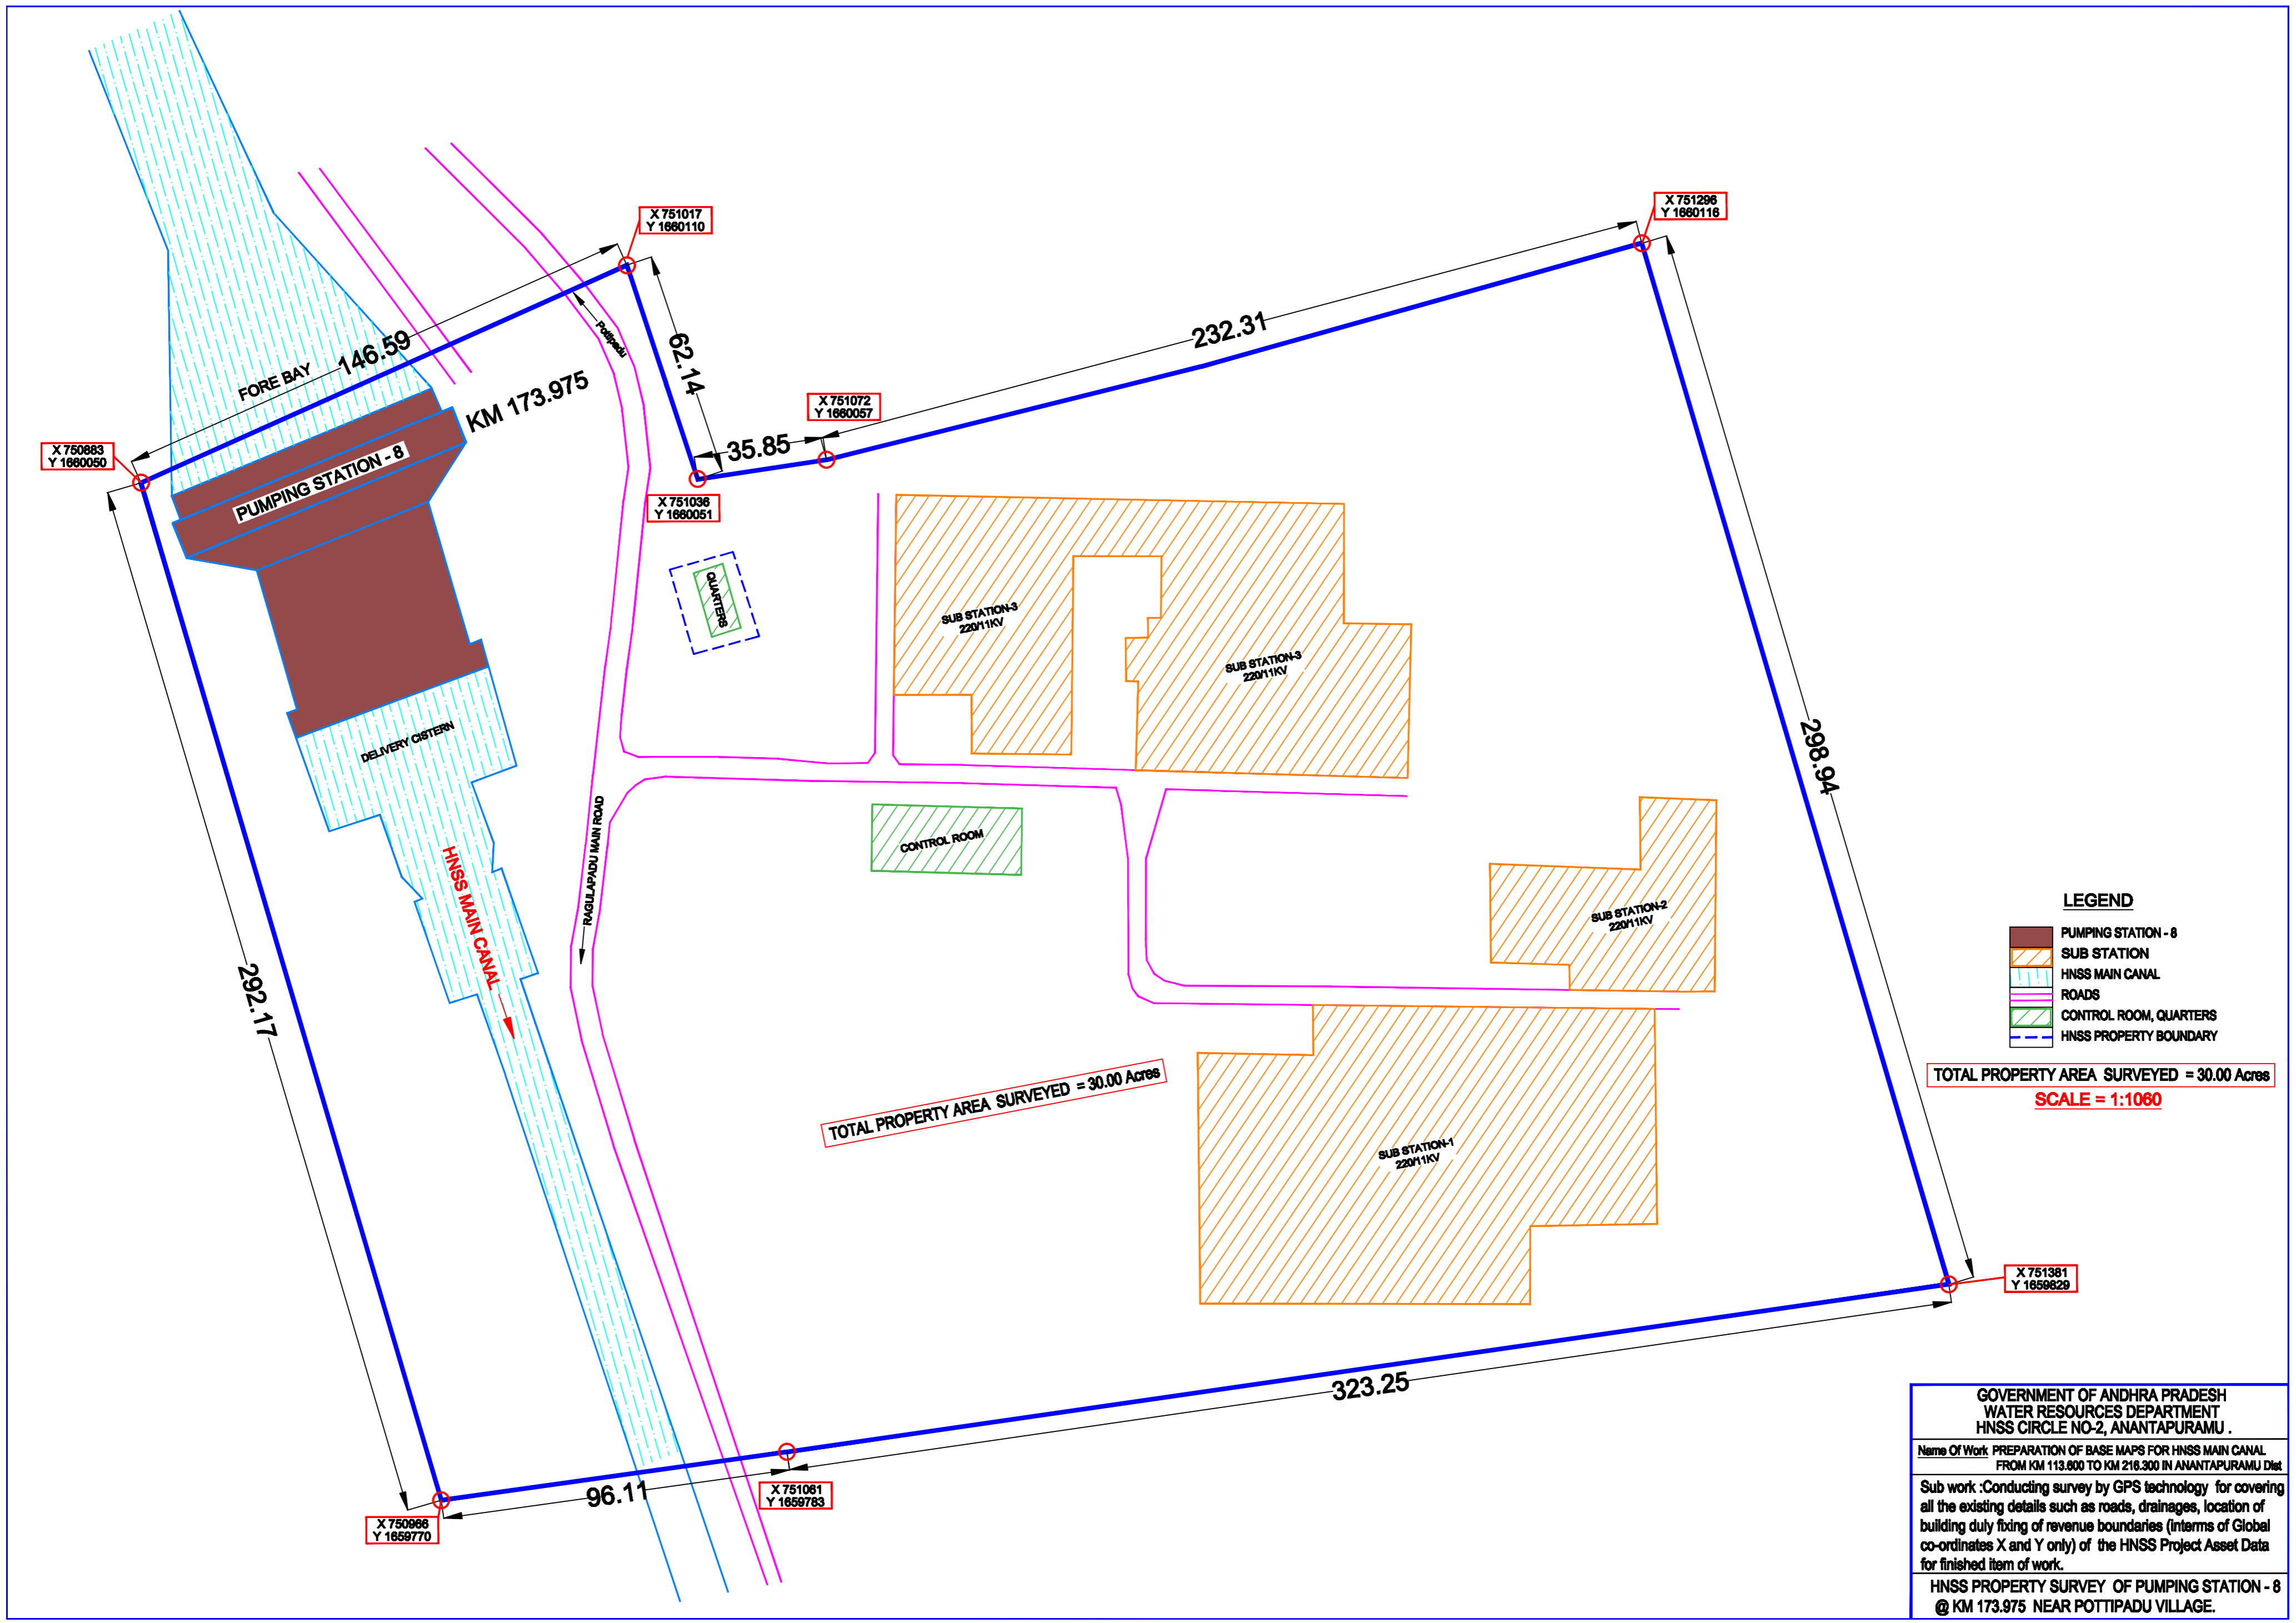 X 751296
Y 1660116
X 751017
Y 1660110
232.31
Pottipadu
146.59
62.14
FORE BAY
KM 173.975
X 751072
Y 1660057
35.85
X 750883
Y 1660050
PUMPING STATION - 8
X 751036
Y 1660051
QUARTERS
SUB STATION-3
220/11KV
SUB STATION-3
220/11KV
DELIVERY CISTERN
298.94
RAGULAPADU MAIN ROAD
CONTROL ROOM
HNSS MAIN CANAL
SUB STATION-2
220/11KV
292.17
LEGEND
PUMPING STATION - 8
SUB STATION
HNSS MAIN CANAL
ROADS
CONTROL ROOM, QUARTERS
HNSS PROPERTY BOUNDARY
TOTAL PROPERTY AREA SURVEYED = 30.00 Acres
SCALE = 1:1060
TOTAL PROPERTY AREA SURVEYED = 30.00 Acres
SUB STATION-1
220/11KV
X 751381
Y 1659829
323.25
96.11
X 751061
Y 1659783
X 750966
Y 1659770
GOVERNMENT OF ANDHRA PRADESH
WATER RESOURCES DEPARTMENT
HNSS CIRCLE NO-2, ANANTAPURAMU .
Name Of Work PREPARATION OF BASE MAPS FOR HNSS MAIN CANAL
FROM KM 113.600 TO KM 216.300 IN ANANTAPURAMU Dist
Sub work :Conducting survey by GPS technology for covering
all the existing details such as roads, drainages, location of
building duly fixing of revenue boundaries (interms of Global
co-ordinates X and Y only) of the HNSS Project Asset Data
for finished item of work.
HNSS PROPERTY SURVEY OF PUMPING STATION - 8
@ KM 173.975 NEAR POTTIPADU VILLAGE.